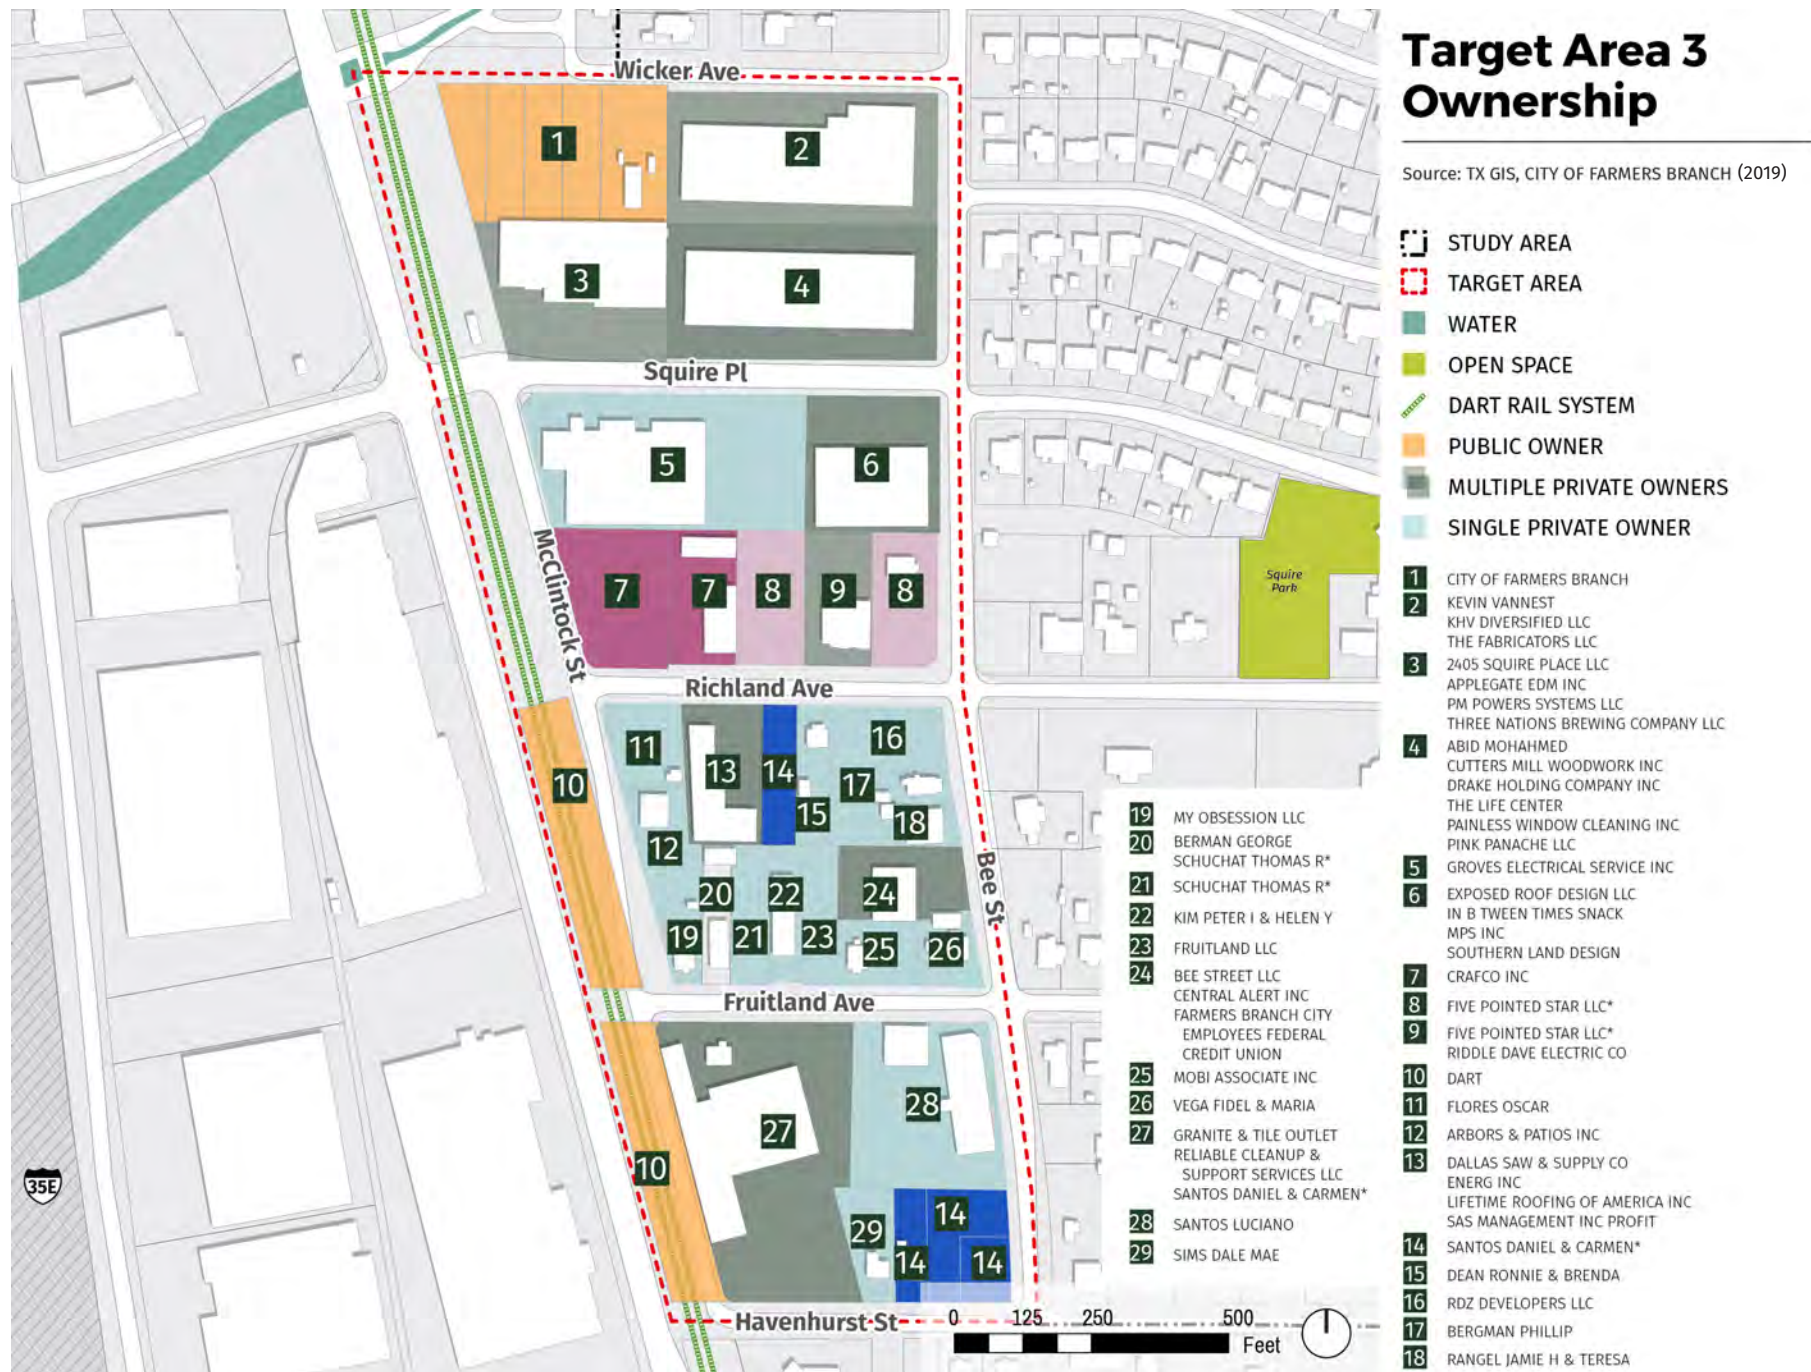 Target Area 3
Ownership
Source: TX GIS, CITY OF FARMERS BRANCH (2019)
STUDY AREA
TARGET AREA
WATER
OPEN SPACE
DART RAIL SYSTEM
PUBLIC OWNER
MULTIPLE PRIVATE OWNERS
SINGLE PRIVATE OWNER
1 CITY OF FARMERS BRANCH
2 KEVIN VANNEST
KHV DIVERSIFIED LLC
THE FABRICATORS LLC
3 2405 SQUIRE PLACE LLC
APPLEGATE EDM INC
PM POWERS SYSTEMS LLC
THREE NATIONS BREWING COMPANY LLC
4 ABID MOHAHMED
CUTTERS MILL WOODWORK INC
DRAKE HOLDING COMPANY INC
THE LIFE CENTER
PAINLESS WINDOW CLEANING INC
PINK PANACHE LLC
5 GROVES ELECTRICAL SERVICE INC
6 EXPOSED ROOF DESIGN LLC
IN B TWEEN TIMES SNACK
MPS INC
SOUTHERN LAND DESIGN
7 CRAFCO INC
8 FIVE POINTED STAR LLC*
9 FIVE POINTED STAR LLC*
RIDDLE DAVE ELECTRIC CO
10 DART
11 FLORES OSCAR
12 ARBORS & PATIOS INC
13 DALLAS SAW & SUPPLY CO
ENERG INC
LIFETIME ROOFING OF AMERICA INC
SAS MANAGEMENT INC PROFIT
14 SANTOS DANIEL & CARMEN*
15 DEAN RONNIE & BRENDA
16 RDZ DEVELOPERS LLC
17 BERGMAN PHILLIP
18 RANGEL JAMIE H & TERESA
19 MY OBSESSION LLC
20 BERMAN GEORGE
SCHUCHAT THOMAS R*
21 SCHUCHAT THOMAS R*
22 KIM PETER I & HELEN Y
23 FRUITLAND LLC
24 BEE STREET LLC
CENTRAL ALERT INC
FARMERS BRANCH CITY
EMPLOYEES FEDERAL
CREDIT UNION
25 MOBI ASSOCIATE INC
26 VEGA FIDEL & MARIA
27 GRANITE & TILE OUTLET
RELIABLE CLEANUP &
SUPPORT SERVICES LLC
SANTOS DANIEL & CARMEN*
28 SANTOS LUCIANO
29 SIMS DALE MAE
Wicker Ave
1
2
3
4
Squire Pl
5
6
McClintock St
7
7
8
9
8
Squire
Park
Richland Ave
10
11
13
14
16
17
15
18
12
20
22
24
Bee St
19
21
23
25
26
Fruitland Ave
28
27
10
29
14
14
14
35E
Havenhurst St
0 125 250 500
Feet